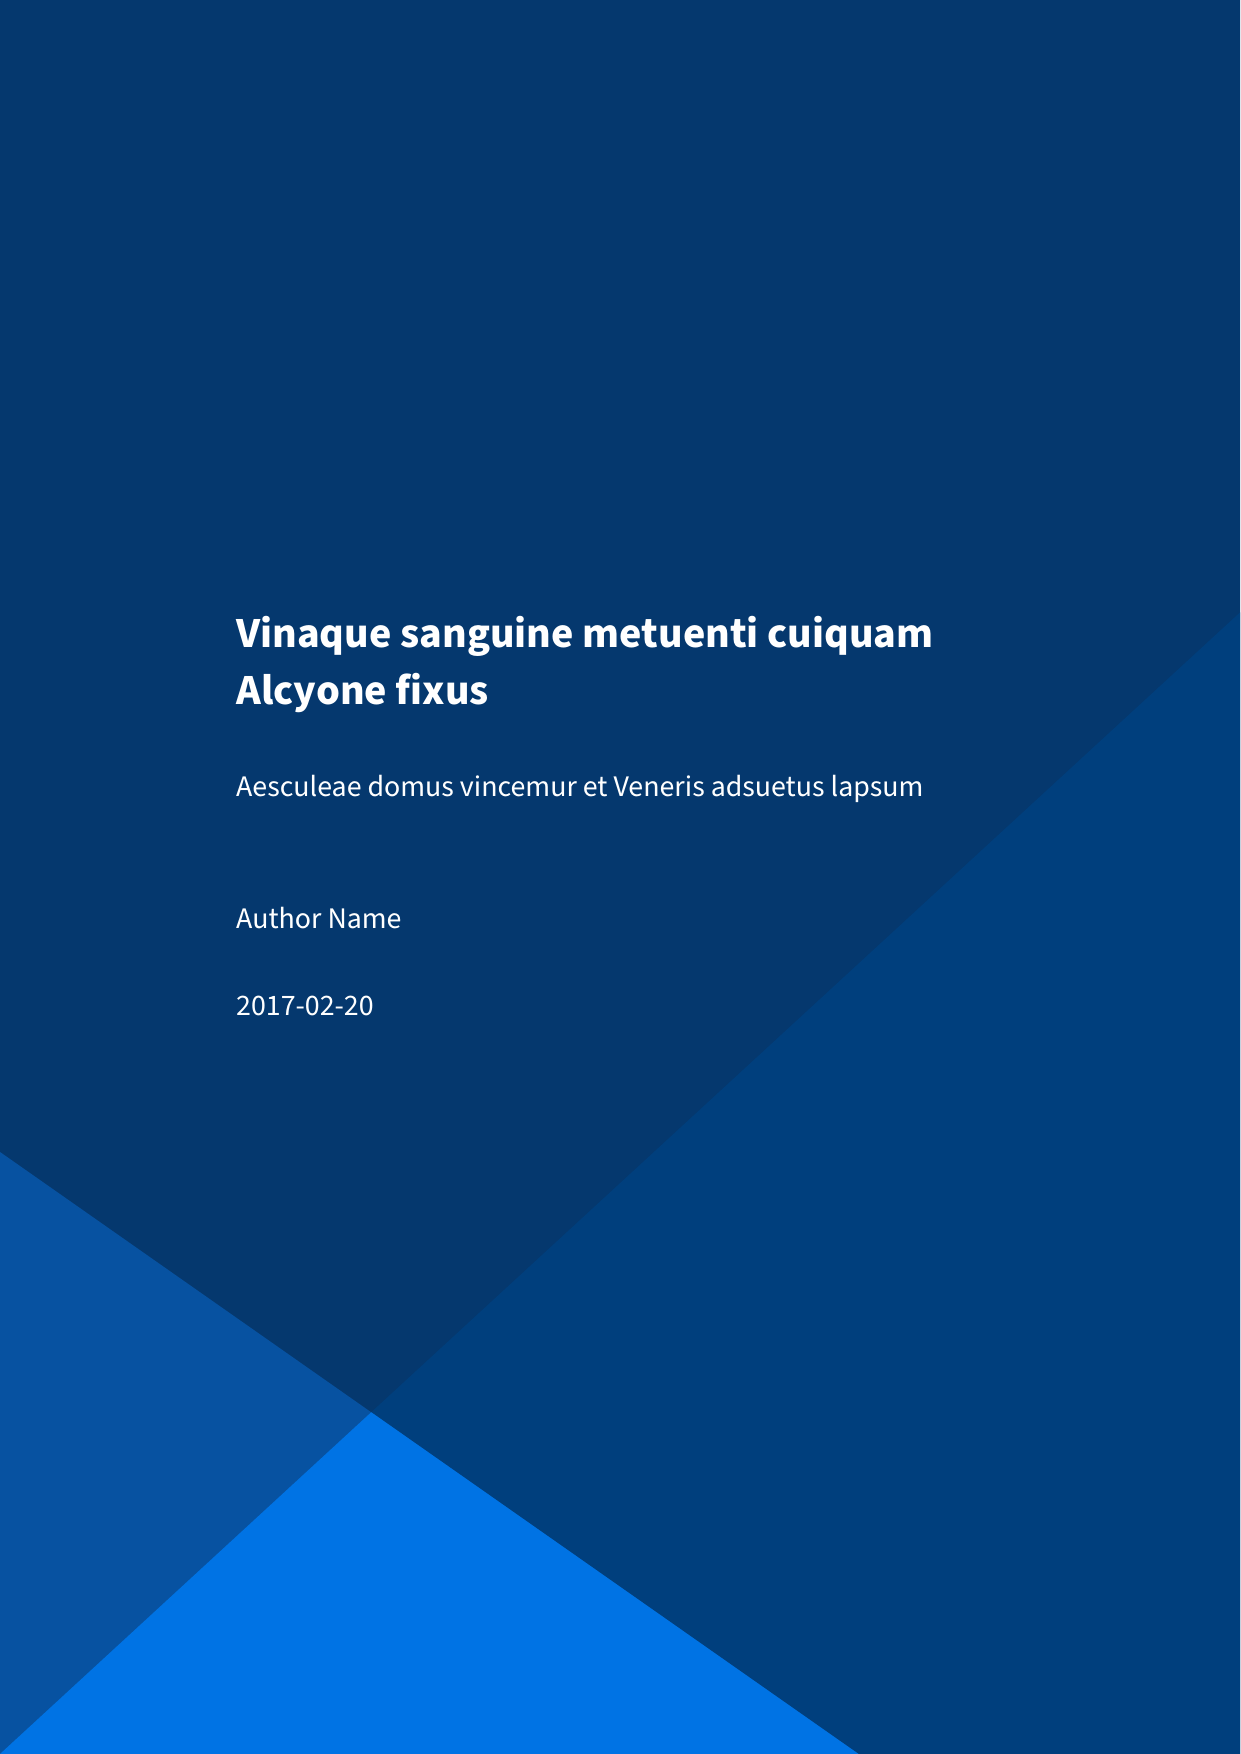 Vinaque sanguine metuenti cuiquam
Alcyone fixus
Aesculeae domus vincemur et Veneris adsuetus lapsum
Author Name
2017-02-20